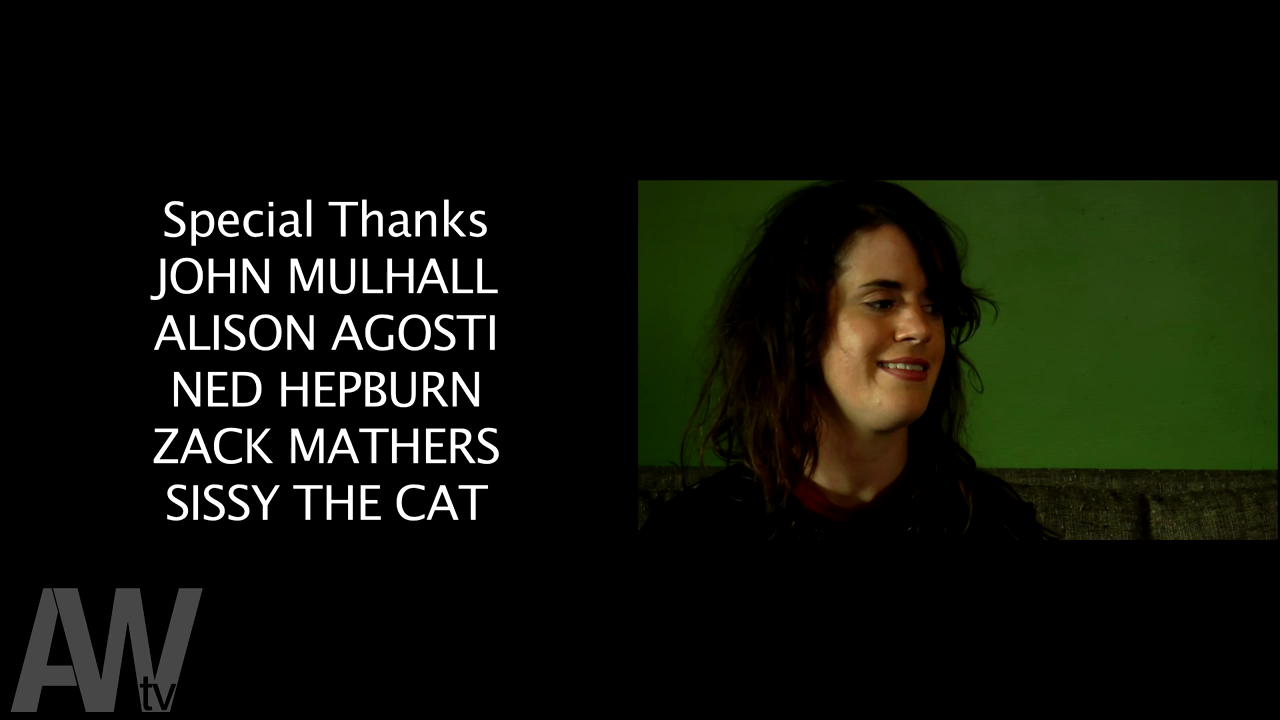 Special Thanks
JOHN MULHALL
ALISON AGOSTI
NED HEPBURN
ZACK MATHERS
SISSY THE CAT
AW
tv